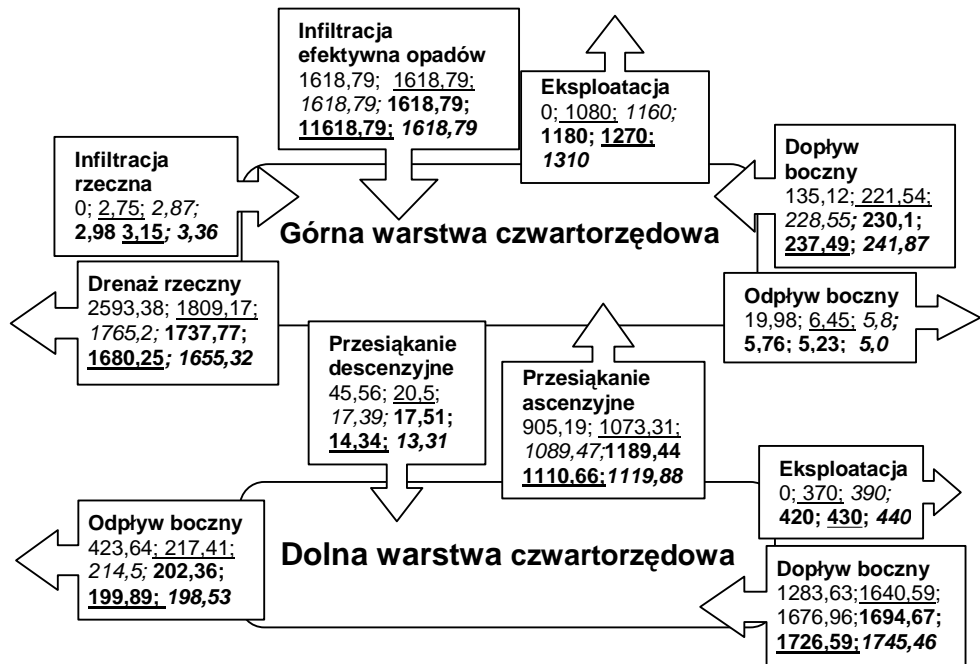 Infiltracja
efektywna opadów
1618,79; 1618,79;
1618,79; 1618,79;
11618,79; 1618,79
Eksploatacja
0; 1080; 1160;
1180; 1270;
1310
Infiltracja
rzeczna
0; 2,75; 2,87;
2,98 3,15; 3,36
Dopływ
boczny
135,12; 221,54;
228,55; 230,1;
237,49; 241,87
Górna warstwa czwartorzędowa
Drenaż rzeczny
2593,38; 1809,17;
1765,2; 1737,77;
1680,25; 1655,32
Odpływ boczny
19,98; 6,45; 5,8;
5,76; 5,23; 5,0
Przesiąkanie
descenzyjne
45,56; 20,5;
17,39; 17,51;
14,34; 13,31
Przesiąkanie
ascenzyjne
905,19; 1073,31;
1089,47;1189,44
1110,66;1119,88
Eksploatacja
0; 370; 390;
420; 430; 440
Odpływ boczny
423,64; 217,41;
214,5; 202,36;
199,89; 198,53
Dolna warstwa czwartorzędowa
Dopływ boczny
1283,63;1640,59;
1676,96;1694,67;
1726,59;1745,46